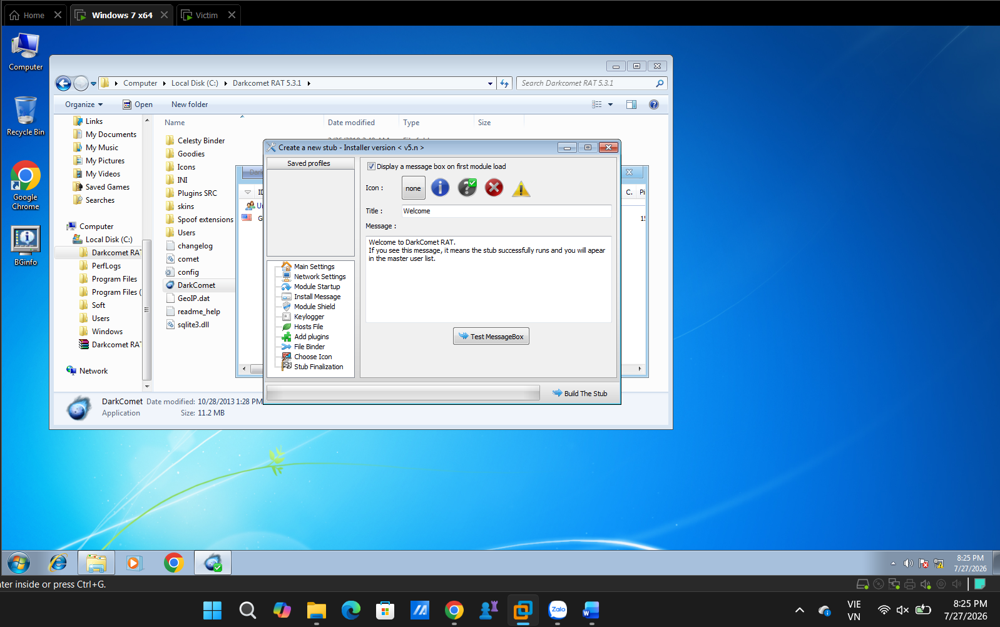 Home
Windows 7 x64
Victim
Computer
Recycle Bin
Google
Chrome
BGinfo
Computer
Local Disk (C:)
Darkcomet RAT 5.3.1
Search Darkcomet RAT 5.3.1
Organize
Open
New folder
Links
My Documents
My Music
My Pictures
My Videos
Saved Games
Searches
Computer
Local Disk (C:)
Darkcomet RAT
PerfLogs
Program Files
Program Files (
Soft
Users
Windows
Darkcomet RAT
Network
Name
Date modified
Type
Size
Celesty Binder
Goodies
Icons
INI
Plugins SRC
skins
Spoof extensions
Users
changelog
comet
config
DarkComet
GeoIP.dat
readme_help
sqlite3.dll
DarkComet
Date modified: 10/28/2013 1:28 PM
Application
Size: 11.2 MB
Create a new stub - Installer version < v5.n >
Saved profiles
Main Settings
Network Settings
Module Startup
Install Message
Module Shield
Keylogger
Hosts File
Add plugins
File Binder
Choose Icon
Stub Finalization
Display a message box on first module load
Icon :
none
Title :
Welcome
Message :
Welcome to DarkComet RAT.
If you see this message, it means the stub successfully runs and you will apear
in the master user list.
Test MessageBox
Build The Stub
C.
8:25 PM
7/27/2026
ter inside or press Ctrl+G.
Zalo
VIE
VN
8:25 PM
7/27/2026